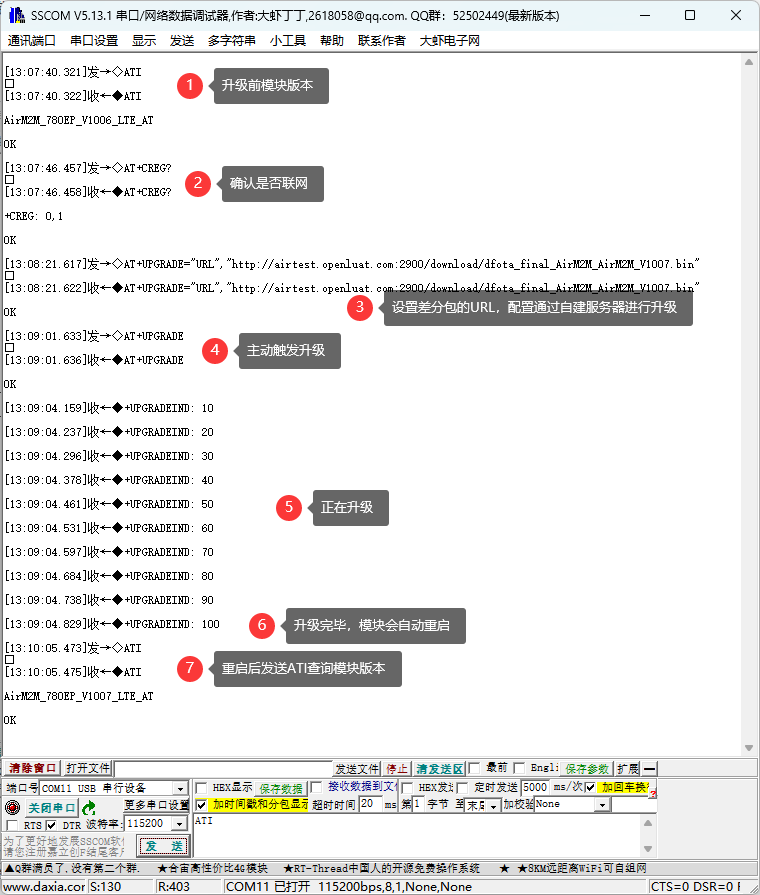 SSCOM V5.13.1 串口/网络数据调试器,作者:大虾丁丁,2618058@qq.com. QQ群：52502449(最新版本)
通讯端口 串口设置 显示 发送 多字符串 小工具 帮助 联系作者 大虾电子网
[13:07:40.321]发→◇ATI
□
[13:07:40.322]收←◆ATI
1 升级前模块版本
AirM2M_780EP_V1006_LTE_AT
OK
[13:07:46.457]发→◇AT+CREG?
□
2 确认是否联网
[13:07:46.458]收←◆AT+CREG?
+CREG: 0,1
OK
[13:08:21.617]发→◇AT+UPGRADE="URL","http://airtest.openluat.com:2900/download/dfota_final_AirM2M_AirM2M_V1007.bin"
□
[13:08:21.622]收←◆AT+UPGRADE="URL","http://airtest.openluat.com:2900/download/dfota_final_AirM2M_AirM2M_V1007.bin"
3 设置差分包的URL，配置通过自建服务器进行升级
OK
[13:09:01.633]发→◇AT+UPGRADE
□
4 主动触发升级
[13:09:01.636]收←◆AT+UPGRADE
OK
[13:09:04.159]收←◆+UPGRADEIND: 10
[13:09:04.237]收←◆+UPGRADEIND: 20
[13:09:04.296]收←◆+UPGRADEIND: 30
[13:09:04.378]收←◆+UPGRADEIND: 40
[13:09:04.461]收←◆+UPGRADEIND: 50
5 正在升级
[13:09:04.531]收←◆+UPGRADEIND: 60
[13:09:04.597]收←◆+UPGRADEIND: 70
[13:09:04.684]收←◆+UPGRADEIND: 80
[13:09:04.738]收←◆+UPGRADEIND: 90
[13:09:04.829]收←◆+UPGRADEIND: 100
6 升级完毕，模块会自动重启
[13:10:05.473]发→◇ATI
□
7 重启后发送ATI查询模块版本
[13:10:05.475]收←◆ATI
AirM2M_780EP_V1007_LTE_AT
OK
清除窗口 打开文件 发送文件 停止 清发送区 最前 Engli 保存参数 扩展 —
端口号 COM11 USB 串行设备 HEX显示 保存数据 接收数据到文 HEX发送 定时发送 5000 ms/次 加回车换行
关闭串口 更多串口设置 加时间戳和分包显示 超时时间 20 ms 第1 字节 至 末尾 加校验 None
RTS DTR 波特率: 115200 ATI
为了更好地发展SSCOM软件
请您注册嘉立创F结尾客户
发 送
▲Q群满员了,没有第二个群. ★合宙高性价比4G模块 ★RT-Thread中国人的开源免费操作系统 ★ ★8KM远距离WiFi可自组网
www.daxia.com S:130 R:403 COM11 已打开 115200bps,8,1,None,None CTS=0 DSR=0